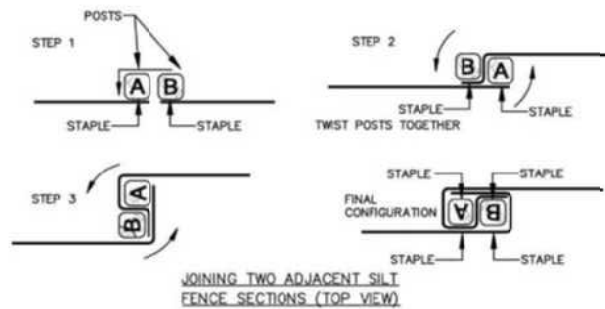 POSTS
STEP 1
A B
STAPLE STAPLE
STEP 2
B A
STAPLE STAPLE
TWIST POSTS TOGETHER
STEP 3
A
B
STAPLE STAPLE
FINAL
CONFIGURATION
A B
STAPLE STAPLE
JOINING TWO ADJACENT SILT
FENCE SECTIONS (TOP VIEW)